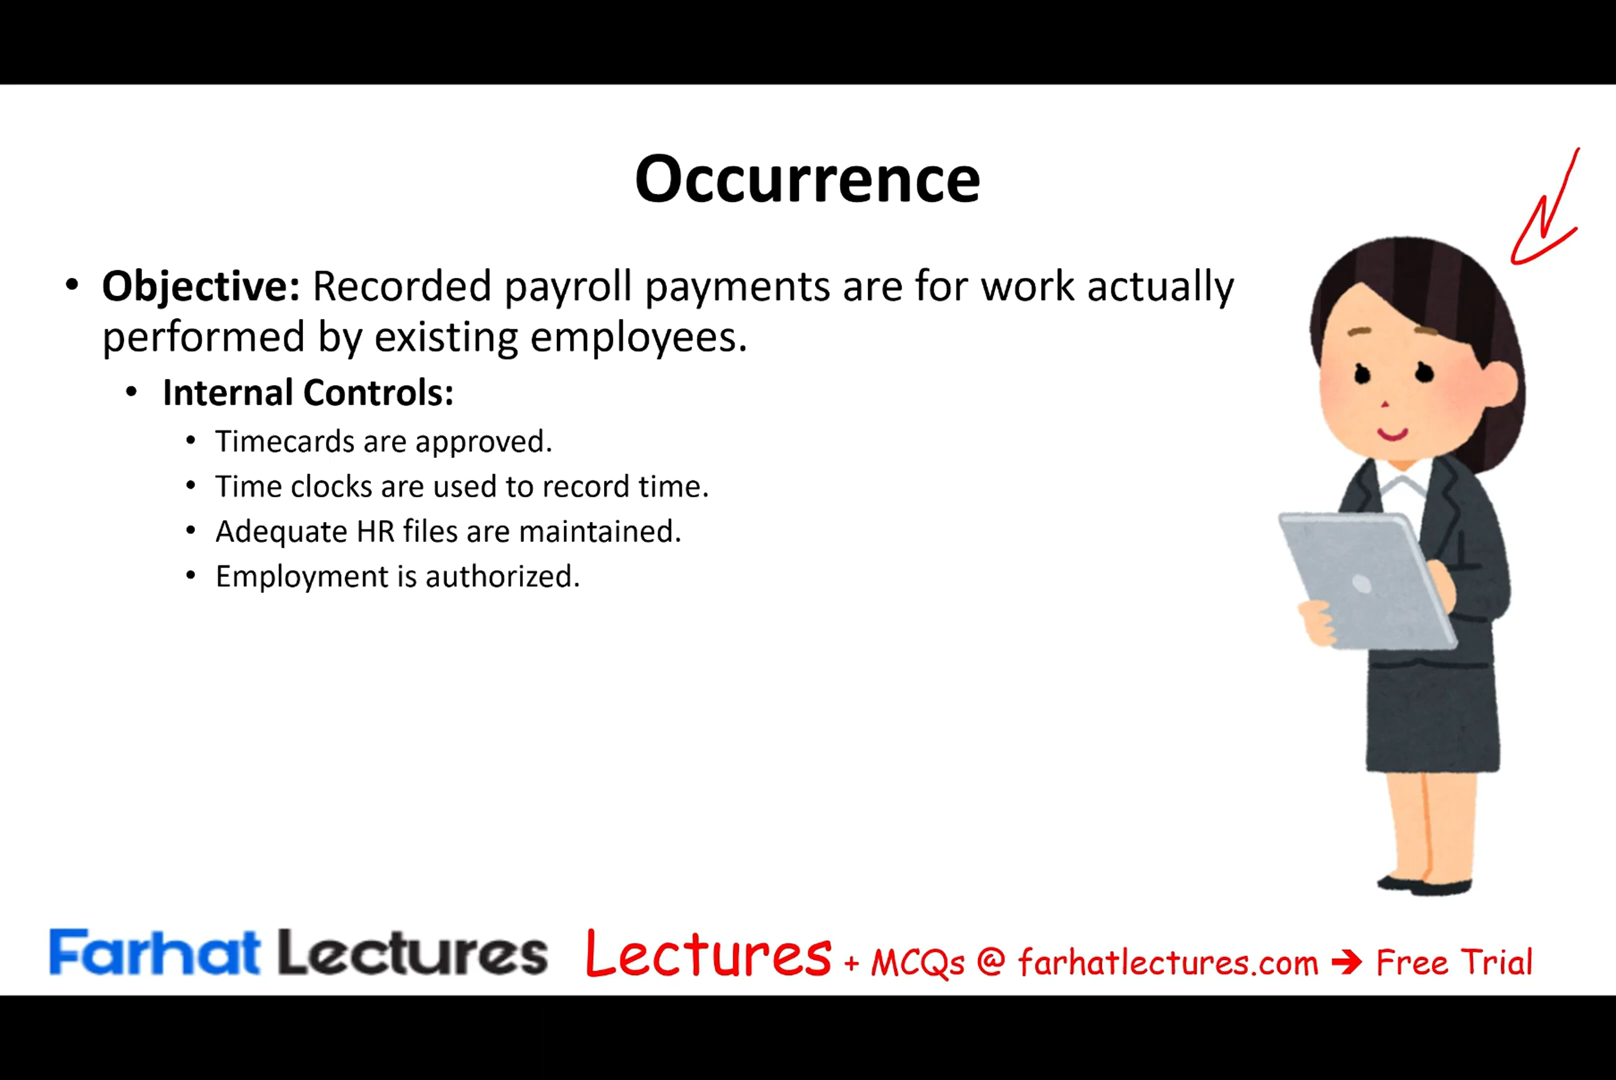 Occurrence
• Objective: Recorded payroll payments are for work actually
performed by existing employees.
• Internal Controls:
• Timecards are approved.
• Time clocks are used to record time.
• Adequate HR files are maintained.
• Employment is authorized.
Farhat Lectures Lectures + MCQs @ farhatlectures.com ➔ Free Trial